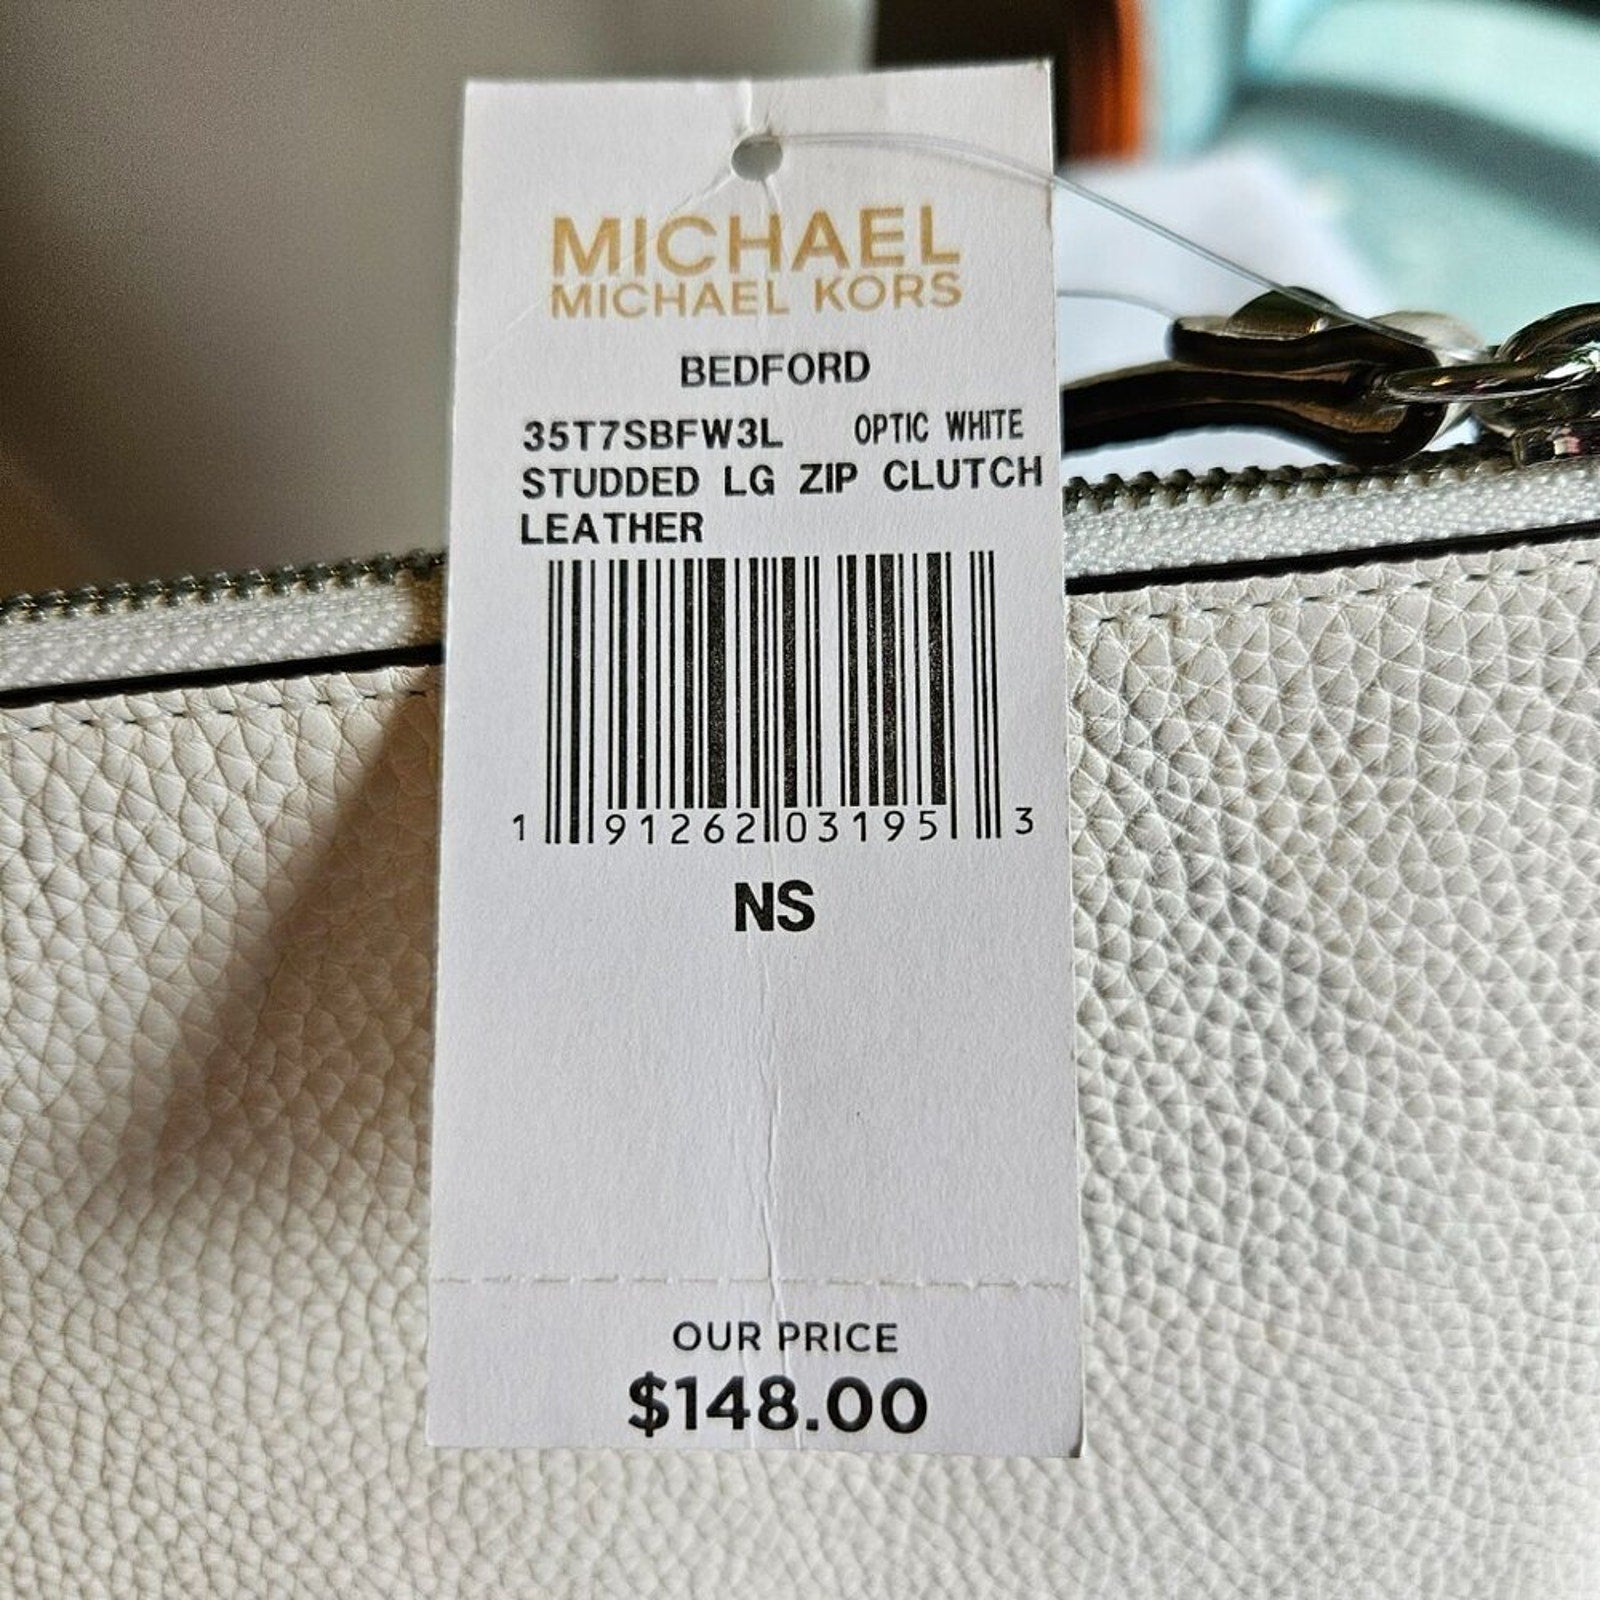 MICHAEL
MICHAEL KORS
BEDFORD
35T7SBFW3L OPTIC WHITE
STUDDED LG ZIP CLUTCH
LEATHER
1 91262 03195 3
NS
OUR PRICE
$148.00